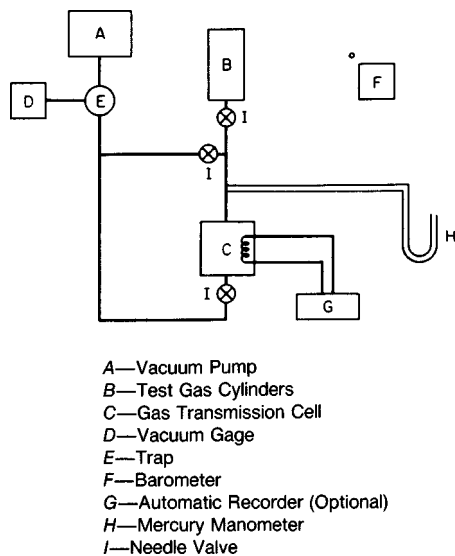 A
B
F
D
E
I
I
H
C
I
G
A—Vacuum Pump
B—Test Gas Cylinders
C—Gas Transmission Cell
D—Vacuum Gage
E—Trap
F—Barometer
G—Automatic Recorder (Optional)
H—Mercury Manometer
I—Needle Valve